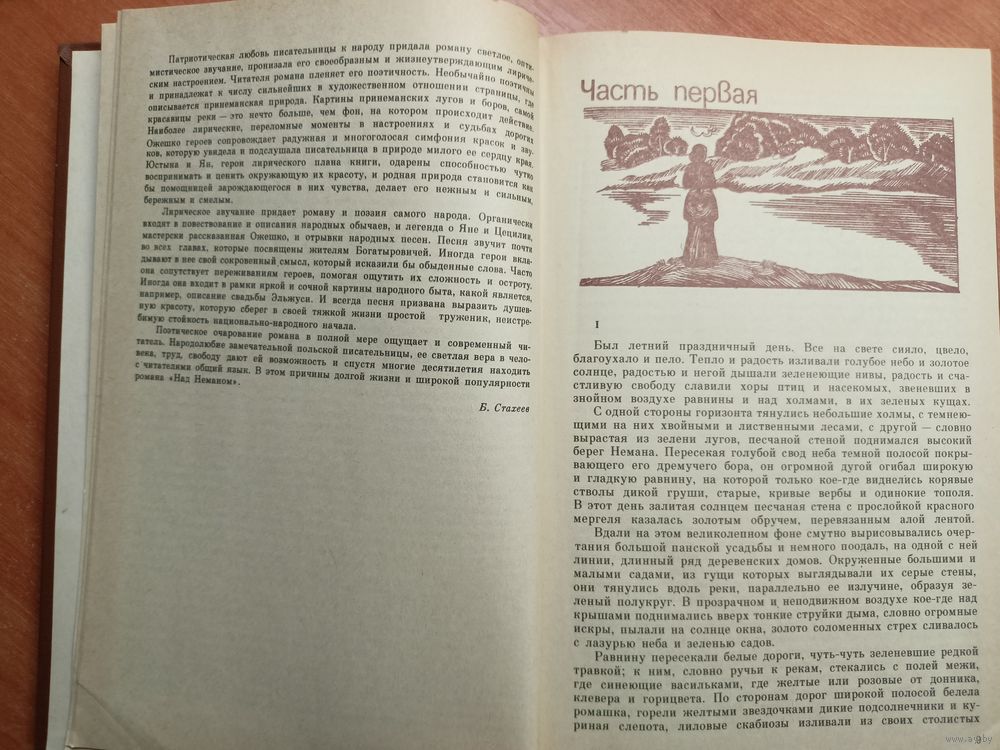 Патриотическая любовь писательницы к народу придала роману светлое, опти-
мистическое звучание, пронизала его своеобразным и жизнеутверждающим лириче-
ским настроением. Читателя романа пленяет его поэтичность. Необычайно поэтичны
и принадлежат к числу сильнейших в художественном отношении страницы, где
описывается принеманская природа. Картины принеманских лугов и боров, самой
красавицы реки — это нечто больше, чем фон, на котором происходит действие.
Наиболее лирические, переломные моменты в настроениях и судьбах дорогих
Ожешко героев сопровождает радужная и многоголосая симфония красок и зву-
ков, которую увидела и подслушала писательница в природе милого ее сердцу края.
Юстына и Ян, герои лирического плана книги, одарены способностью чутко
воспринимать и ценить окружающую их красоту, и родная природа становится как
бы помощницей зарождающегося в них чувства, делает его нежным и сильным,
бережным и смелым.
Лирическое звучание придает роману и поэзия самого народа. Органически
входят в повествование и описания народных обычаев, и легенда о Яне и Цецилии,
мастерски рассказанная Ожешко, и отрывки народных песен. Песня звучит почти
во всех главах, которые посвящены жителям Богатыровичей. Иногда герои вкла-
дывают в нее свой сокровенный смысл, который исказили бы обыденные слова. Часто
она сопутствует переживаниям героев, помогая ощутить их сложность и остроту.
Иногда она входит в рамки яркой и сочной картины народного быта, какой является,
например, описание свадьбы Эльжуси. И всегда песня призвана выразить душев-
ную красоту, которую сберег в своей тяжкой жизни простой труженик, неистре-
бимую стойкость национально-народного начала.
Поэтическое очарование романа в полной мере ощущает и современный чи-
татель. Народолюбие замечательной польской писательницы, ее светлая вера в чело-
века, труд, свободу дают ей возможность и спустя многие десятилетия находить
с читателями общий язык. В этом причины долгой жизни и широкой популярности
романа «Над Неманом».
Б. Стахеев
Часть первая
I
Был летний праздничный день. Все на свете сияло, цвело,
благоухало и пело. Тепло и радость изливали голубое небо и золотое
солнце, радостью и негой дышали зеленеющие нивы, радость и сча-
стливую свободу славили хоры птиц и насекомых, звеневших в
знойном воздухе равнины и над холмами, в их зеленых кущах.
С одной стороны горизонта тянулись небольшие холмы, с темнею-
щими на них хвойными и лиственными лесами, с другой — словно
вырастая из зелени лугов, песчаной стеной поднимался высокий
берег Немана. Пересекая голубой свод неба темной полосой покры-
вающего его дремучего бора, он огромной дугой огибал широкую
и гладкую равнину, на которой только кое-где виднелись корявые
стволы дикой груши, старые, кривые вербы и одинокие тополя.
В этот день залитая солнцем песчаная стена с прослойкой красного
мергеля казалась золотым обручем, перевязанным алой лентой.
Вдали на этом великолепном фоне смутно вырисовывались очер-
тания большой панской усадьбы и немного поодаль, на одной с ней
линии, длинный ряд деревенских домов. Окруженные большими и
малыми садами, из гущи которых выглядывали их серые стены,
они тянулись вдоль реки, параллельно ее излучине, образуя зе-
леный полукруг. В прозрачном и неподвижном воздухе кое-где над
крышами поднимались вверх тонкие струйки дыма, словно огромные
искры, пылали на солнце окна, золото соломенных стрех сливалось
с лазурью неба и зеленью садов.
Равнину пересекали белые дороги, чуть-чуть зеленевшие редкой
травкой; к ним, словно ручьи к рекам, стекались с полей межи,
где синеющие васильками, где желтые или розовые от донника,
клевера и горицвета. По сторонам дорог широкой полосой белела
ромашка, горели желтыми звездочками дикие подсолнечники и ку-
риная слепота, лиловые скабиозы изливали из своих столистых
9
www.ay.by